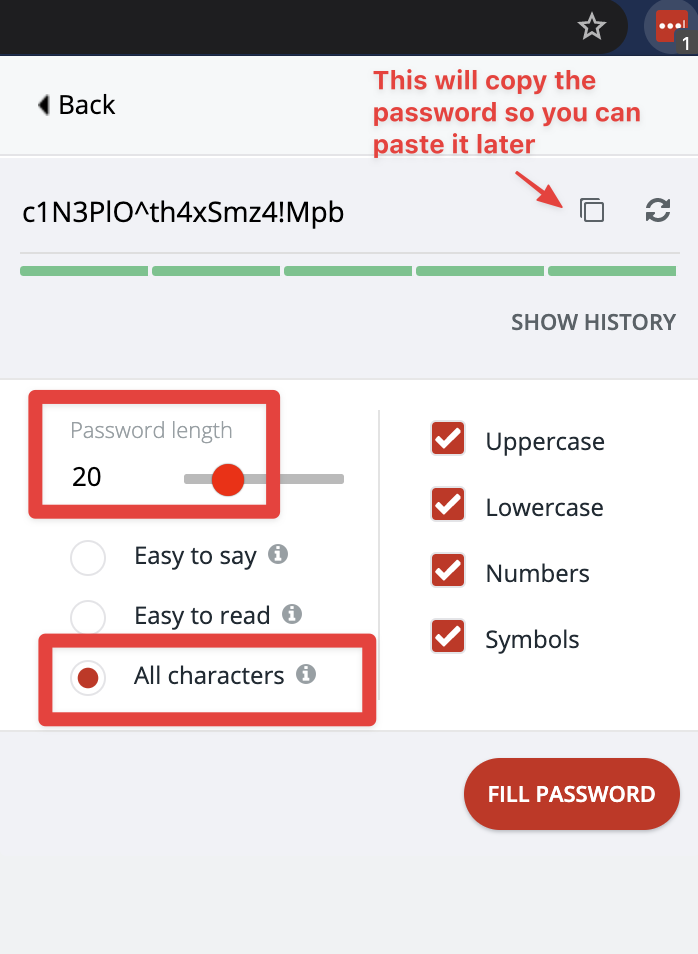 1
This will copy the
password so you can
paste it later
Back
c1N3PlO^th4xSmz4!Mpb
SHOW HISTORY
Password length
20
Easy to say
Easy to read
All characters
Uppercase
Lowercase
Numbers
Symbols
FILL PASSWORD